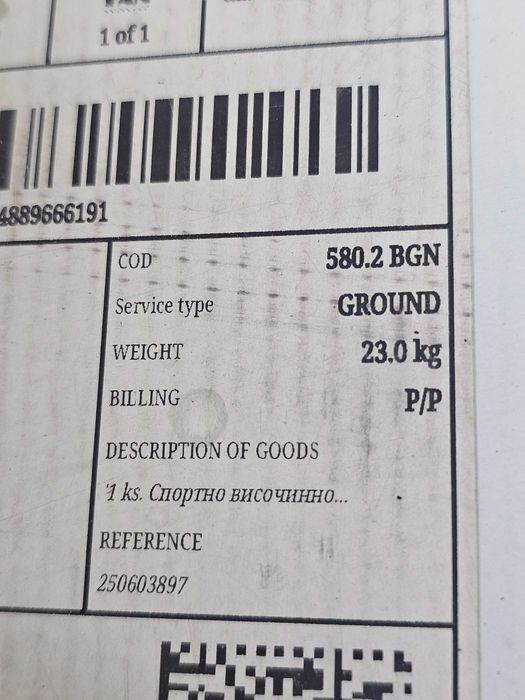 1 of 1
4889666191
COD 580.2 BGN
Service type GROUND
WEIGHT 23.0 kg
BILLING P/P
DESCRIPTION OF GOODS
1 ks. Спортно височинно...
REFERENCE
250603897